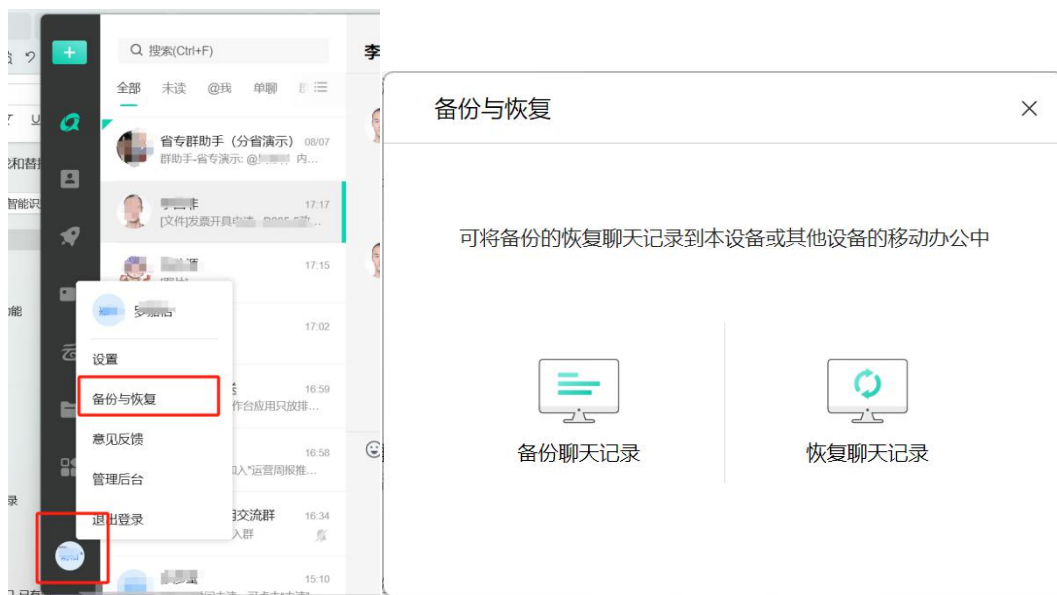 搜索(Ctrl+F)
李
全部 未读 @我 单聊
省专群助手（分省演示） 08/07
群助手-省专演示: @ 内...
17:17
[文件]发票开具申请
17:15
17:02
设置
16:59
备份与恢复
作台应用只放排...
意见反馈
16:58
加入"运营周报推...
管理后台
交流群 16:34
退出登录
入群
15:10
备份与恢复
可将备份的恢复聊天记录到本设备或其他设备的移动办公中
备份聊天记录
恢复聊天记录